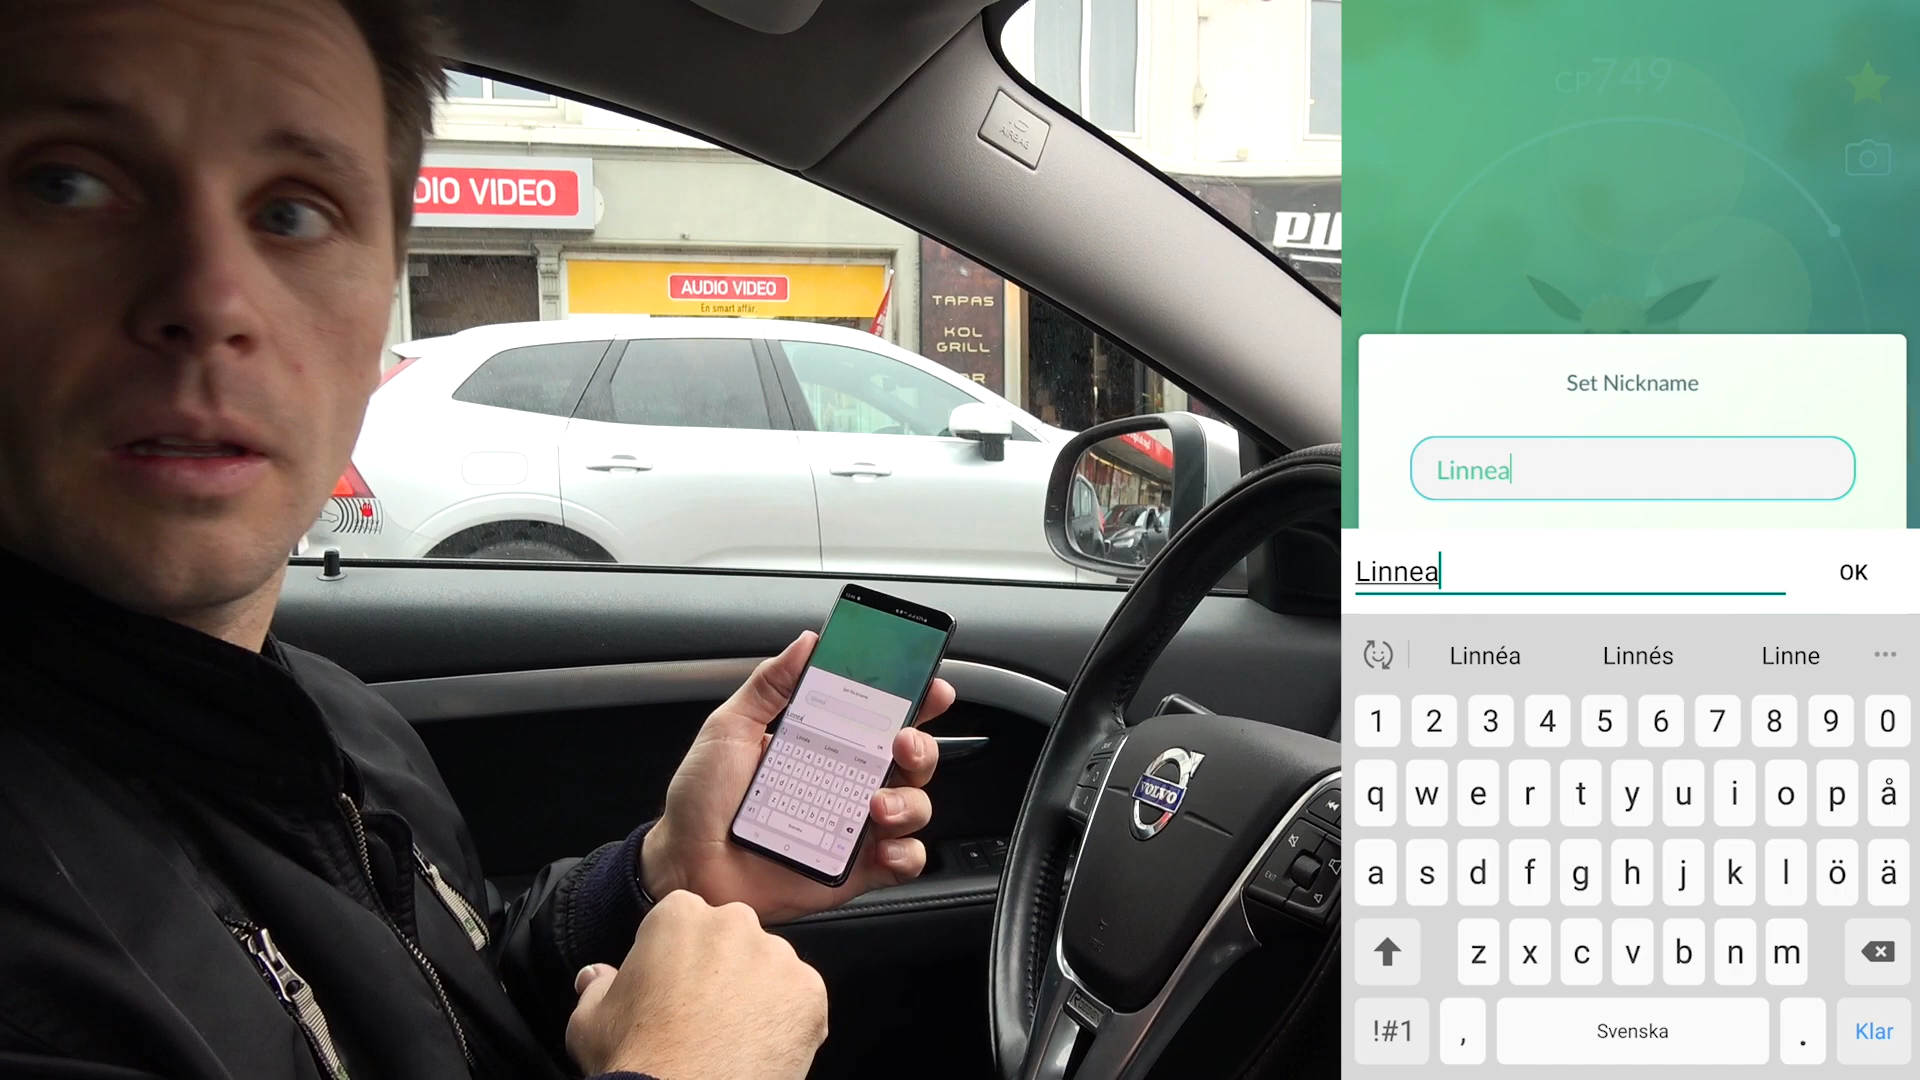 DIO VIDEO
AUDIO VIDEO
En smart affär.
TAPAS
KOL
GRILL
AIRBAG
VOLVO
EXIT
CP749
Set Nickname
Linnea
Linnea
OK
Linnéa Linnés Linne
1 2 3 4 5 6 7 8 9 0
q w e r t y u i o p å
a s d f g h j k l ö ä
z x c v b n m
!#1 , Svenska . Klar